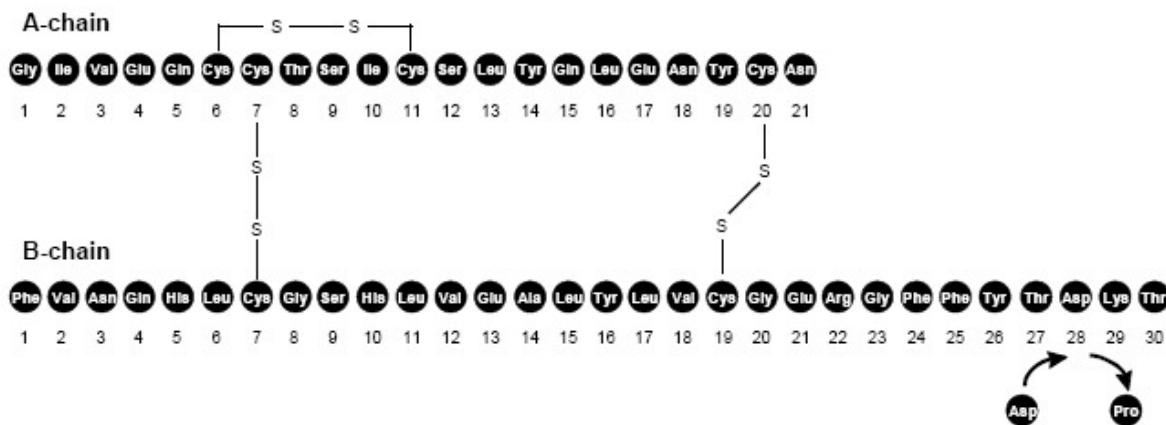 A-chain
S S
Gly Ile Val Glu Gln Cys Cys Thr Ser Ile Cys Ser Leu Tyr Gln Leu Glu Asn Tyr Cys Asn
1 2 3 4 5 6 7 8 9 10 11 12 13 14 15 16 17 18 19 20 21
S S
S S
B-chain
Phe Val Asn Gln His Leu Cys Gly Ser His Leu Val Glu Ala Leu Tyr Leu Val Cys Gly Glu Arg Gly Phe Phe Tyr Thr Asp Lys Thr
1 2 3 4 5 6 7 8 9 10 11 12 13 14 15 16 17 18 19 20 21 22 23 24 25 26 27 28 29 30
Asp Pro